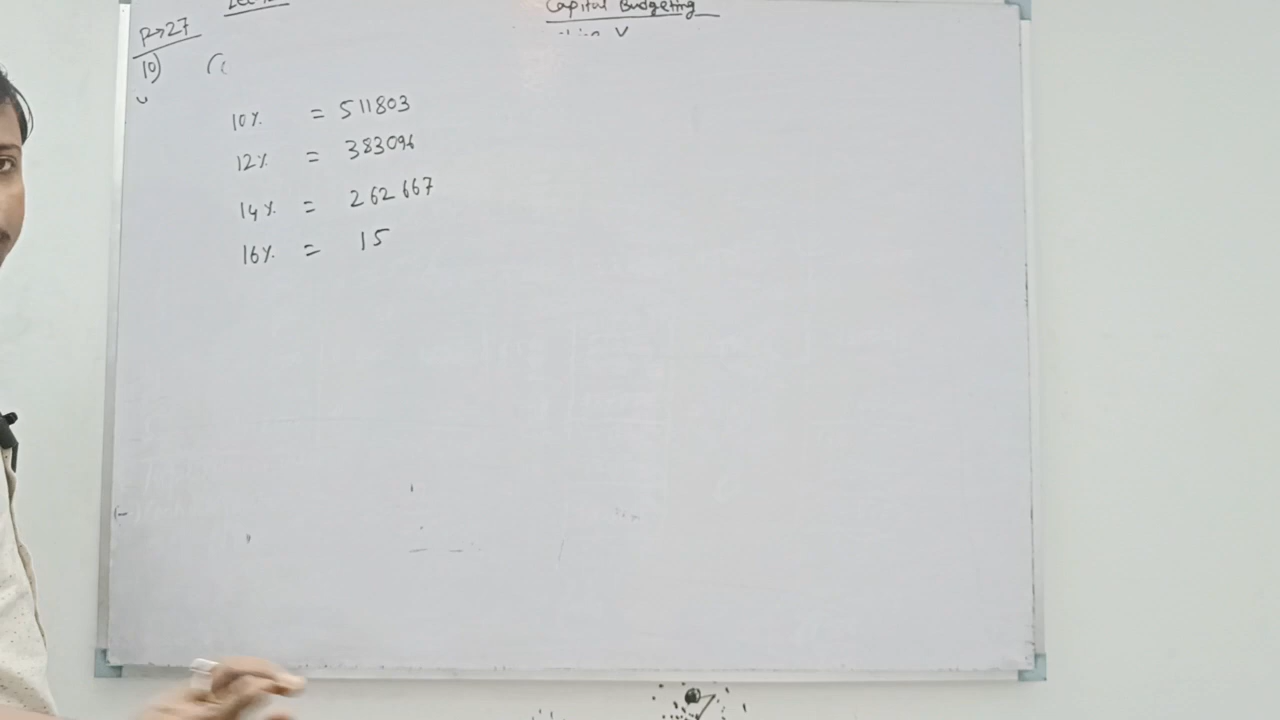 Capital Budgeting
P→27
10)
10% = 511803
12% = 383096
14% = 262667
16% = 15